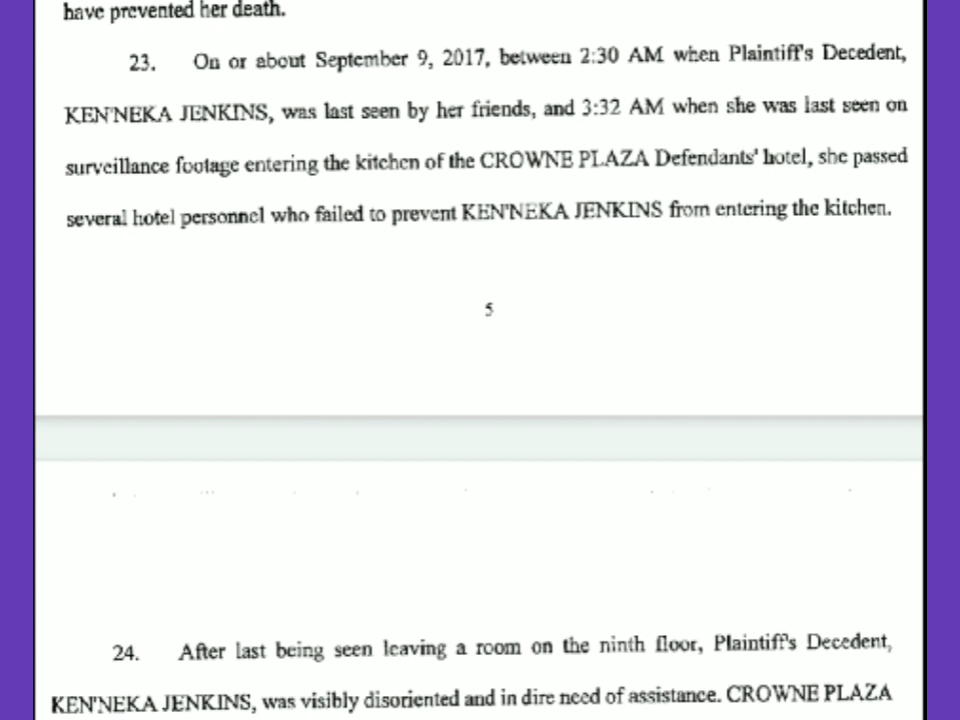 have prevented her death.
23. On or about September 9, 2017, between 2:30 AM when Plaintiff's Decedent,
KEN'NEKA JENKINS, was last seen by her friends, and 3:32 AM when she was last seen on
surveillance footage entering the kitchen of the CROWNE PLAZA Defendants' hotel, she passed
several hotel personnel who failed to prevent KEN'NEKA JENKINS from entering the kitchen.
5
24. After last being seen leaving a room on the ninth floor, Plaintiff's Decedent,
KEN'NEKA JENKINS, was visibly disoriented and in dire need of assistance. CROWNE PLAZA